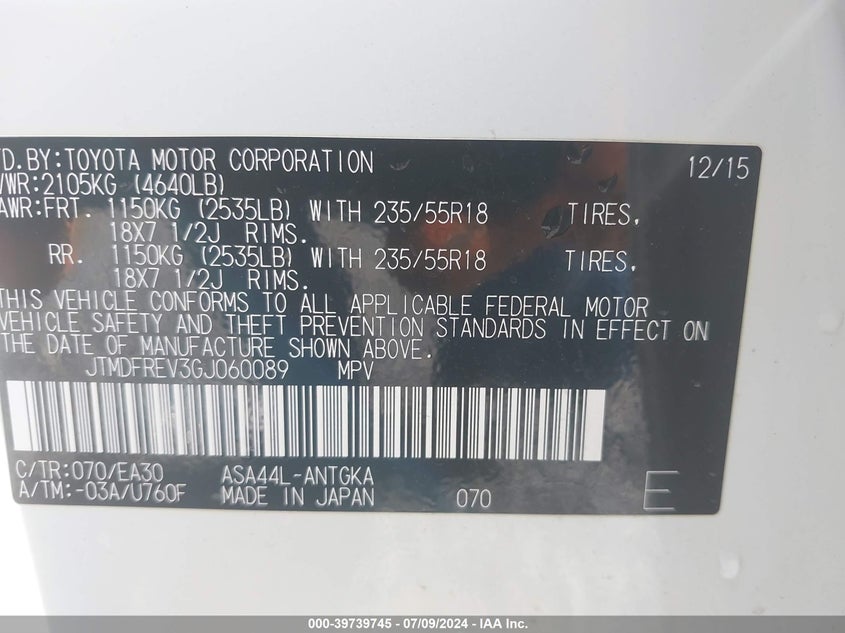 D.BY:TOYOTA MOTOR CORPORATION 12/15
VWR:2105KG (4640LB)
AWR:FRT. 1150KG (2535LB) WITH 235/55R18 TIRES,
18X7 1/2J RIMS.
RR. 1150KG (2535LB) WITH 235/55R18 TIRES,
18X7 1/2J RIMS.
THIS VEHICLE CONFORMS TO ALL APPLICABLE FEDERAL MOTOR
VEHICLE SAFETY AND THEFT PREVENTION STANDARDS IN EFFECT ON
THE DATE OF MANUFACTURE SHOWN ABOVE.
JTMDFREV3GJ060089 MPV
C/TR:070/EA30 ASA44L-ANTGKA
A/TM:-03A/U760F MADE IN JAPAN 070 E
000-39739745 - 07/09/2024 - IAA Inc.